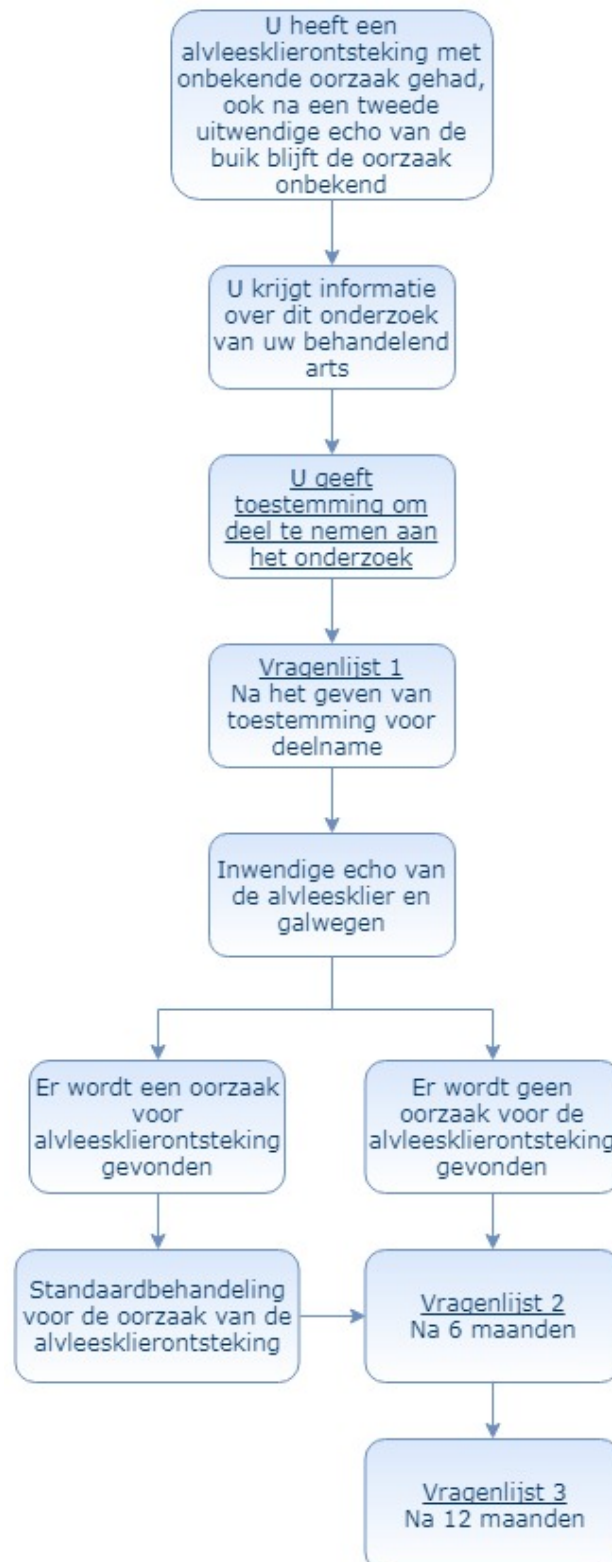 U heeft een
alvleesklierontsteking met
onbekende oorzaak gehad,
ook na een tweede
uitwendige echo van de
buik blijft de oorzaak
onbekend
U krijgt informatie
over dit onderzoek
van uw behandelend
arts
U geeft
toestemming om
deel te nemen aan
het onderzoek
Vragenlijst 1
Na het geven van
toestemming voor
deelname
Inwendige echo van
de alvleesklier en
galwegen
Er wordt een oorzaak
voor
alvleesklierontsteking
gevonden
Er wordt geen
oorzaak voor de
alvleesklierontsteking
gevonden
Standaardbehandeling
voor de oorzaak van de
alvleesklierontsteking
Vragenlijst 2
Na 6 maanden
Vragenlijst 3
Na 12 maanden